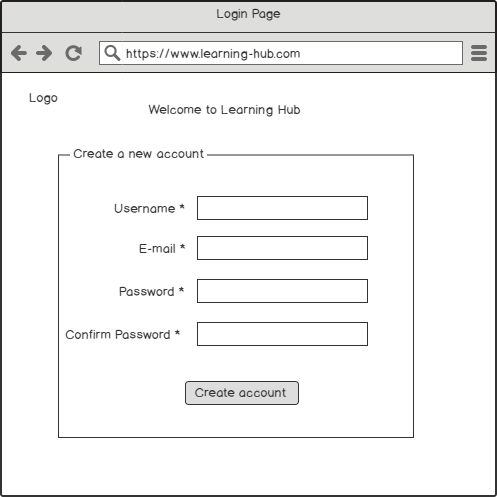 Login Page
https://www.learning-hub.com
Logo
Welcome to Learning Hub
Create a new account
Username *
E-mail *
Password *
Confirm Password *
Create account